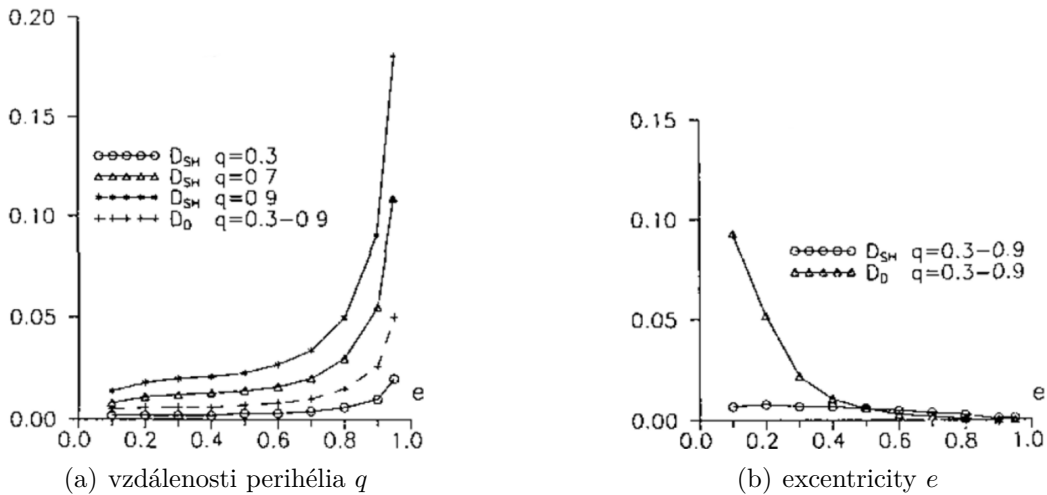 0.20
0.15
0.10
0.05
0.00
D_SH q=0.3
D_SH q=0 7
D_SH q=0 9
D_D q=0.3−0 9
e
0.0 0.2 0.4 0.6 0.8 1.0
(a) vzdálenosti perihélia q
0.15
0.10
0.05
0.00
D_SH q=0.3−0.9
D_D q=0.3−0.9
e
0.0 0.2 0.4 0.6 0.8 1.0
(b) excentricity e